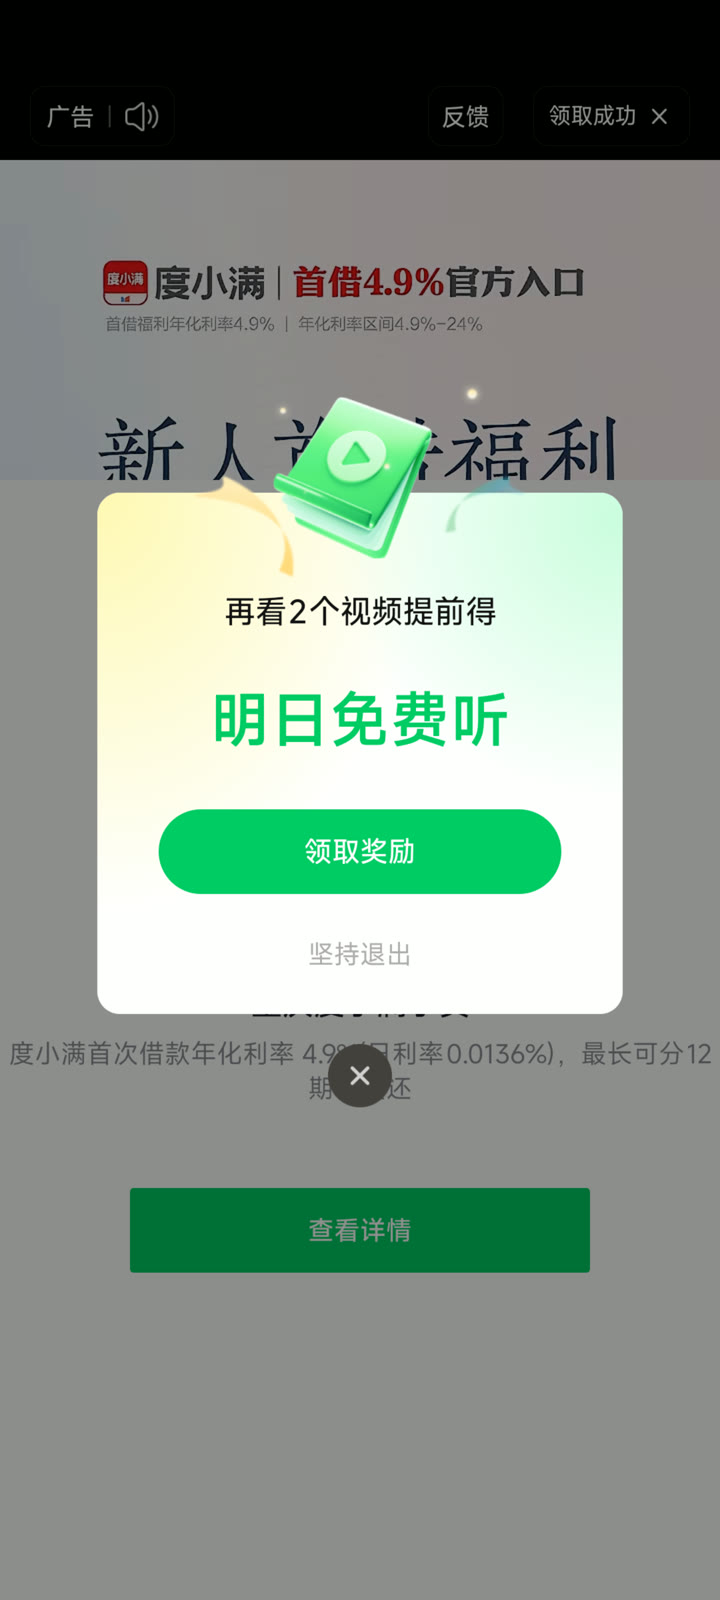 广告
反馈
领取成功
度小满
度小满 | 首借4.9%官方入口
首借福利年化利率4.9% | 年化利率区间4.9%-24%
新人首借福利
再看2个视频提前得
明日免费听
领取奖励
坚持退出
度小满首次借款年化利率 4.9%(日利率0.0136%)，最长可分12
期 还
查看详情